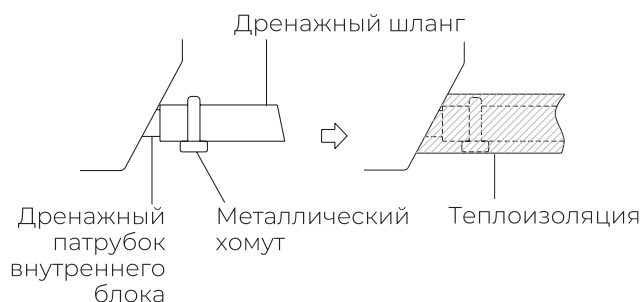 Дренажный шланг
Дренажный
патрубок
внутреннего
блока
Металлический
хомут
Теплоизоляция